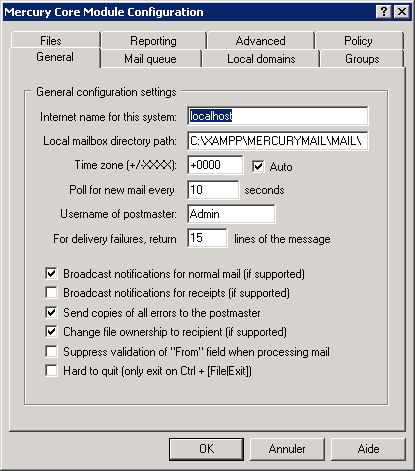 Mercury Core Module Configuration
Files Reporting Advanced Policy
General Mail queue Local domains Groups
General configuration settings
Internet name for this system: localhost
Local mailbox directory path: C:\XAMPP\MERCURYMAIL\MAIL\
Time zone (+/-XXXX): +0000 Auto
Poll for new mail every 10 seconds
Username of postmaster: Admin
For delivery failures, return 15 lines of the message
Broadcast notifications for normal mail (if supported)
Broadcast notifications for receipts (if supported)
Send copies of all errors to the postmaster
Change file ownership to recipient (if supported)
Suppress validation of "From" field when processing mail
Hard to quit (only exit on Ctrl + [File|Exit])
OK Annuler Aide